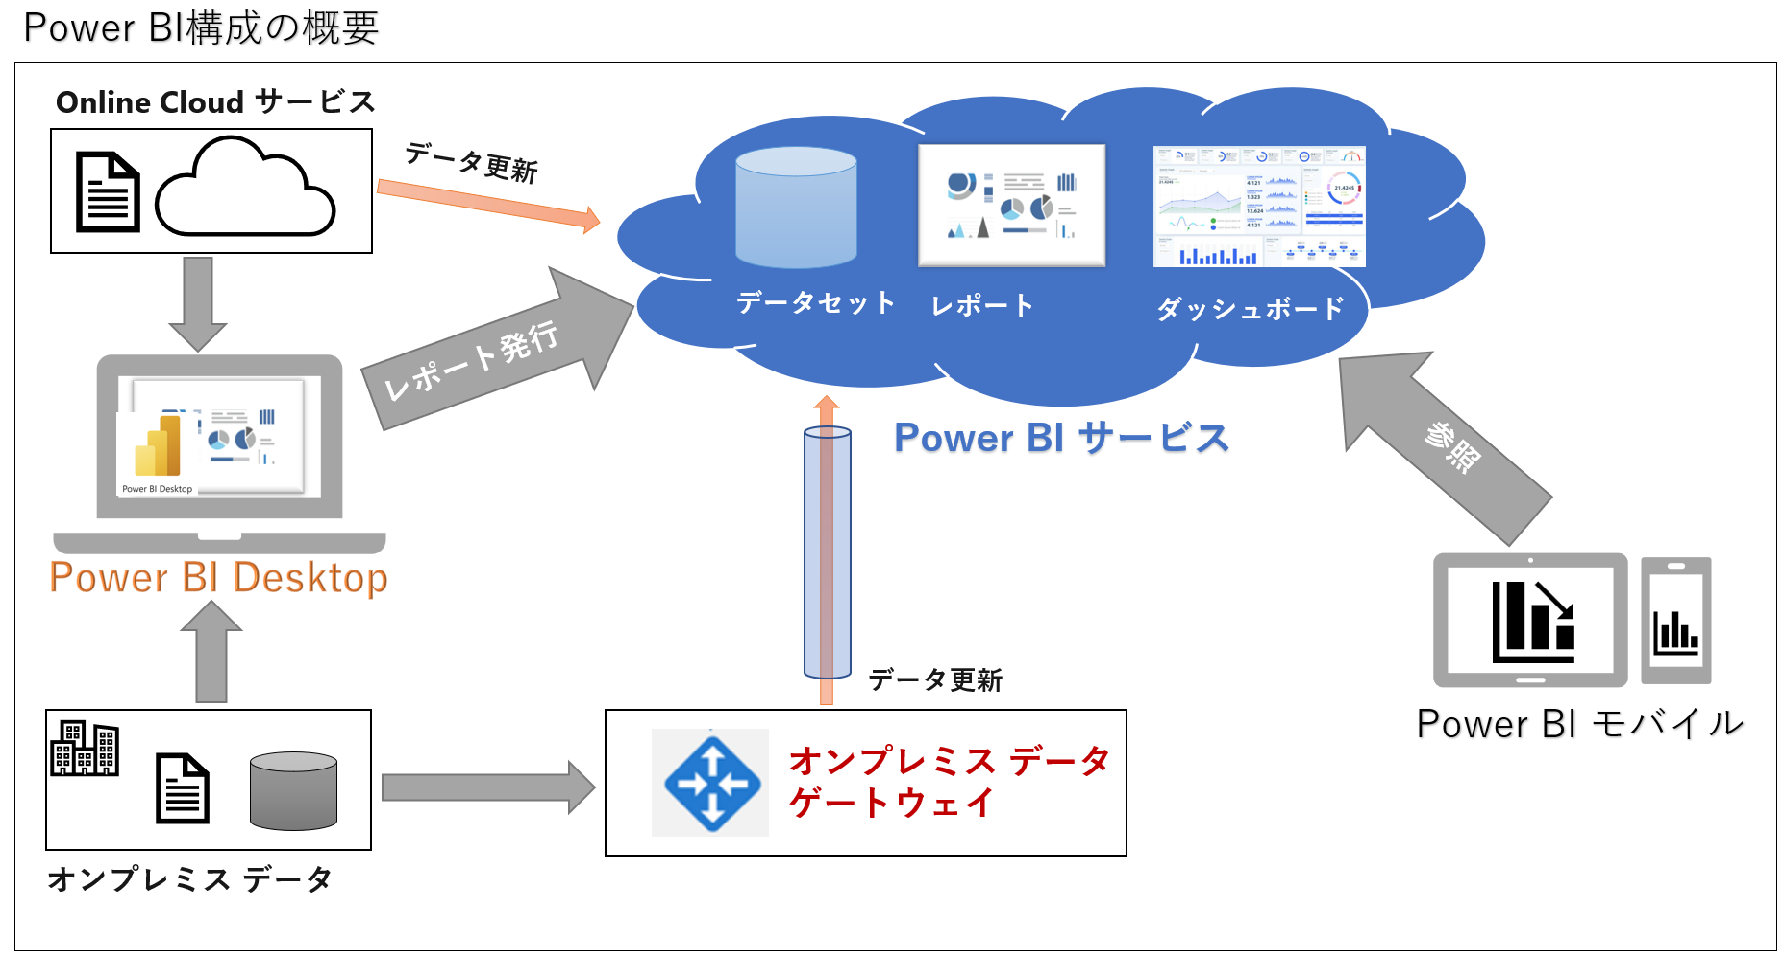 Power BI構成の概要
Online Cloud サービス
データ更新
データセット
レポート
ダッシュボード
レポート発行
Power BI サービス
参照
Power BI Desktop
Power BI Desktop
データ更新
オンプレミス データ
ゲートウェイ
Power BI モバイル
オンプレミス データ